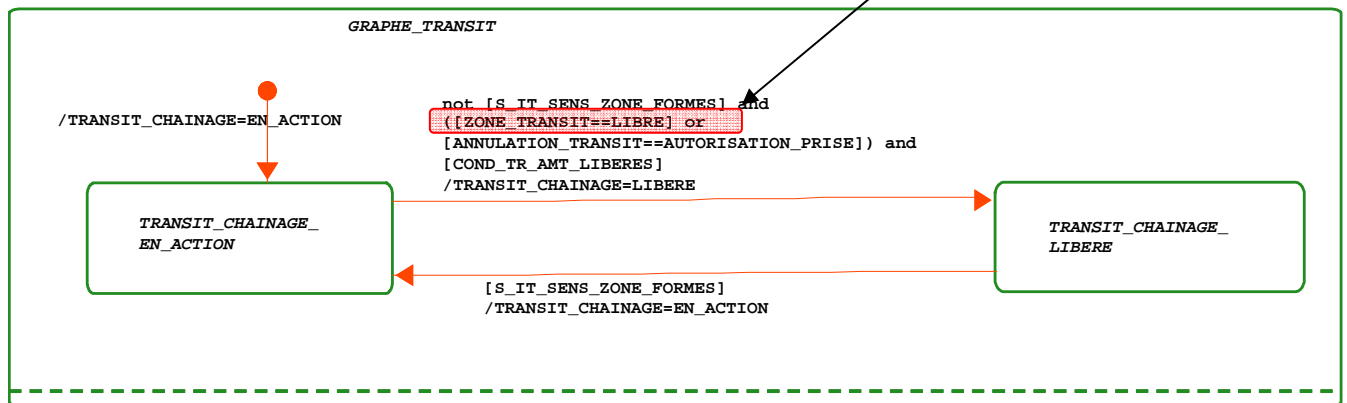 GRAPHE_TRANSIT
/TRANSIT_CHAINAGE=EN_ACTION
not [S_IT_SENS_ZONE_FORMES] and
([ZONE_TRANSIT==LIBRE] or
[ANNULATION_TRANSIT==AUTORISATION_PRISE]) and
[COND_TR_AMT_LIBERES]
/TRANSIT_CHAINAGE=LIBERE
TRANSIT_CHAINAGE_
EN_ACTION
TRANSIT_CHAINAGE_
LIBERE
[S_IT_SENS_ZONE_FORMES]
/TRANSIT_CHAINAGE=EN_ACTION